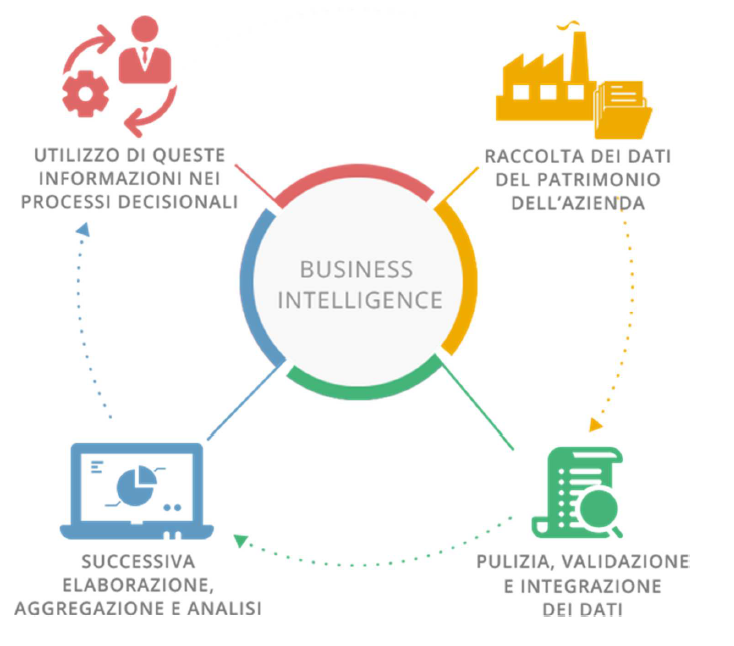 UTILIZZO DI QUESTE
INFORMAZIONI NEI
PROCESSI DECISIONALI
RACCOLTA DEI DATI
DEL PATRIMONIO
DELL'AZIENDA
BUSINESS
INTELLIGENCE
SUCCESSIVA
ELABORAZIONE,
AGGREGAZIONE E ANALISI
PULIZIA, VALIDAZIONE
E INTEGRAZIONE
DEI DATI